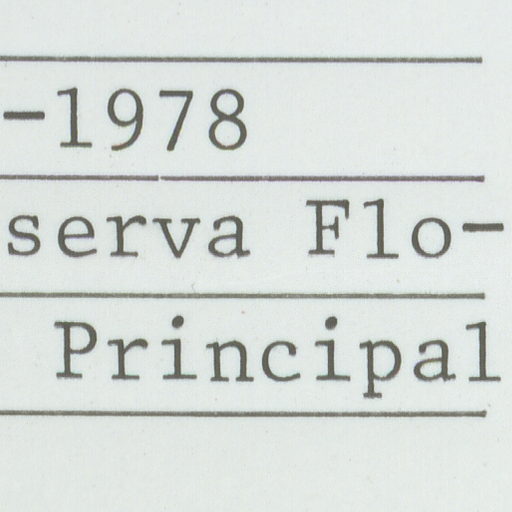 -1978
serva Flo-
Principal